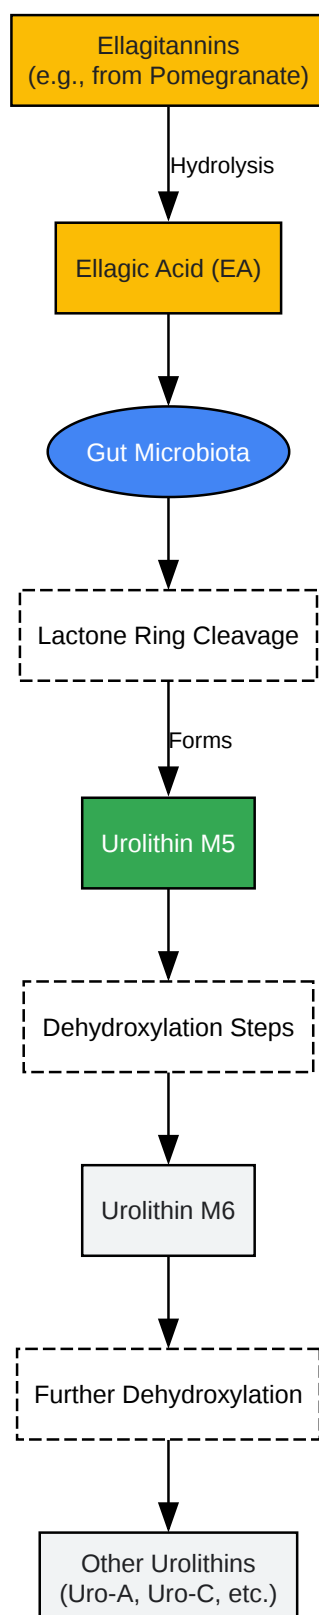 Ellagitannins
(e.g., from Pomegranate)
Hydrolysis
Ellagic Acid (EA)
Gut Microbiota
Lactone Ring Cleavage
Forms
Urolithin M5
Dehydroxylation Steps
Urolithin M6
Further Dehydroxylation
Other Urolithins
(Uro-A, Uro-C, etc.)